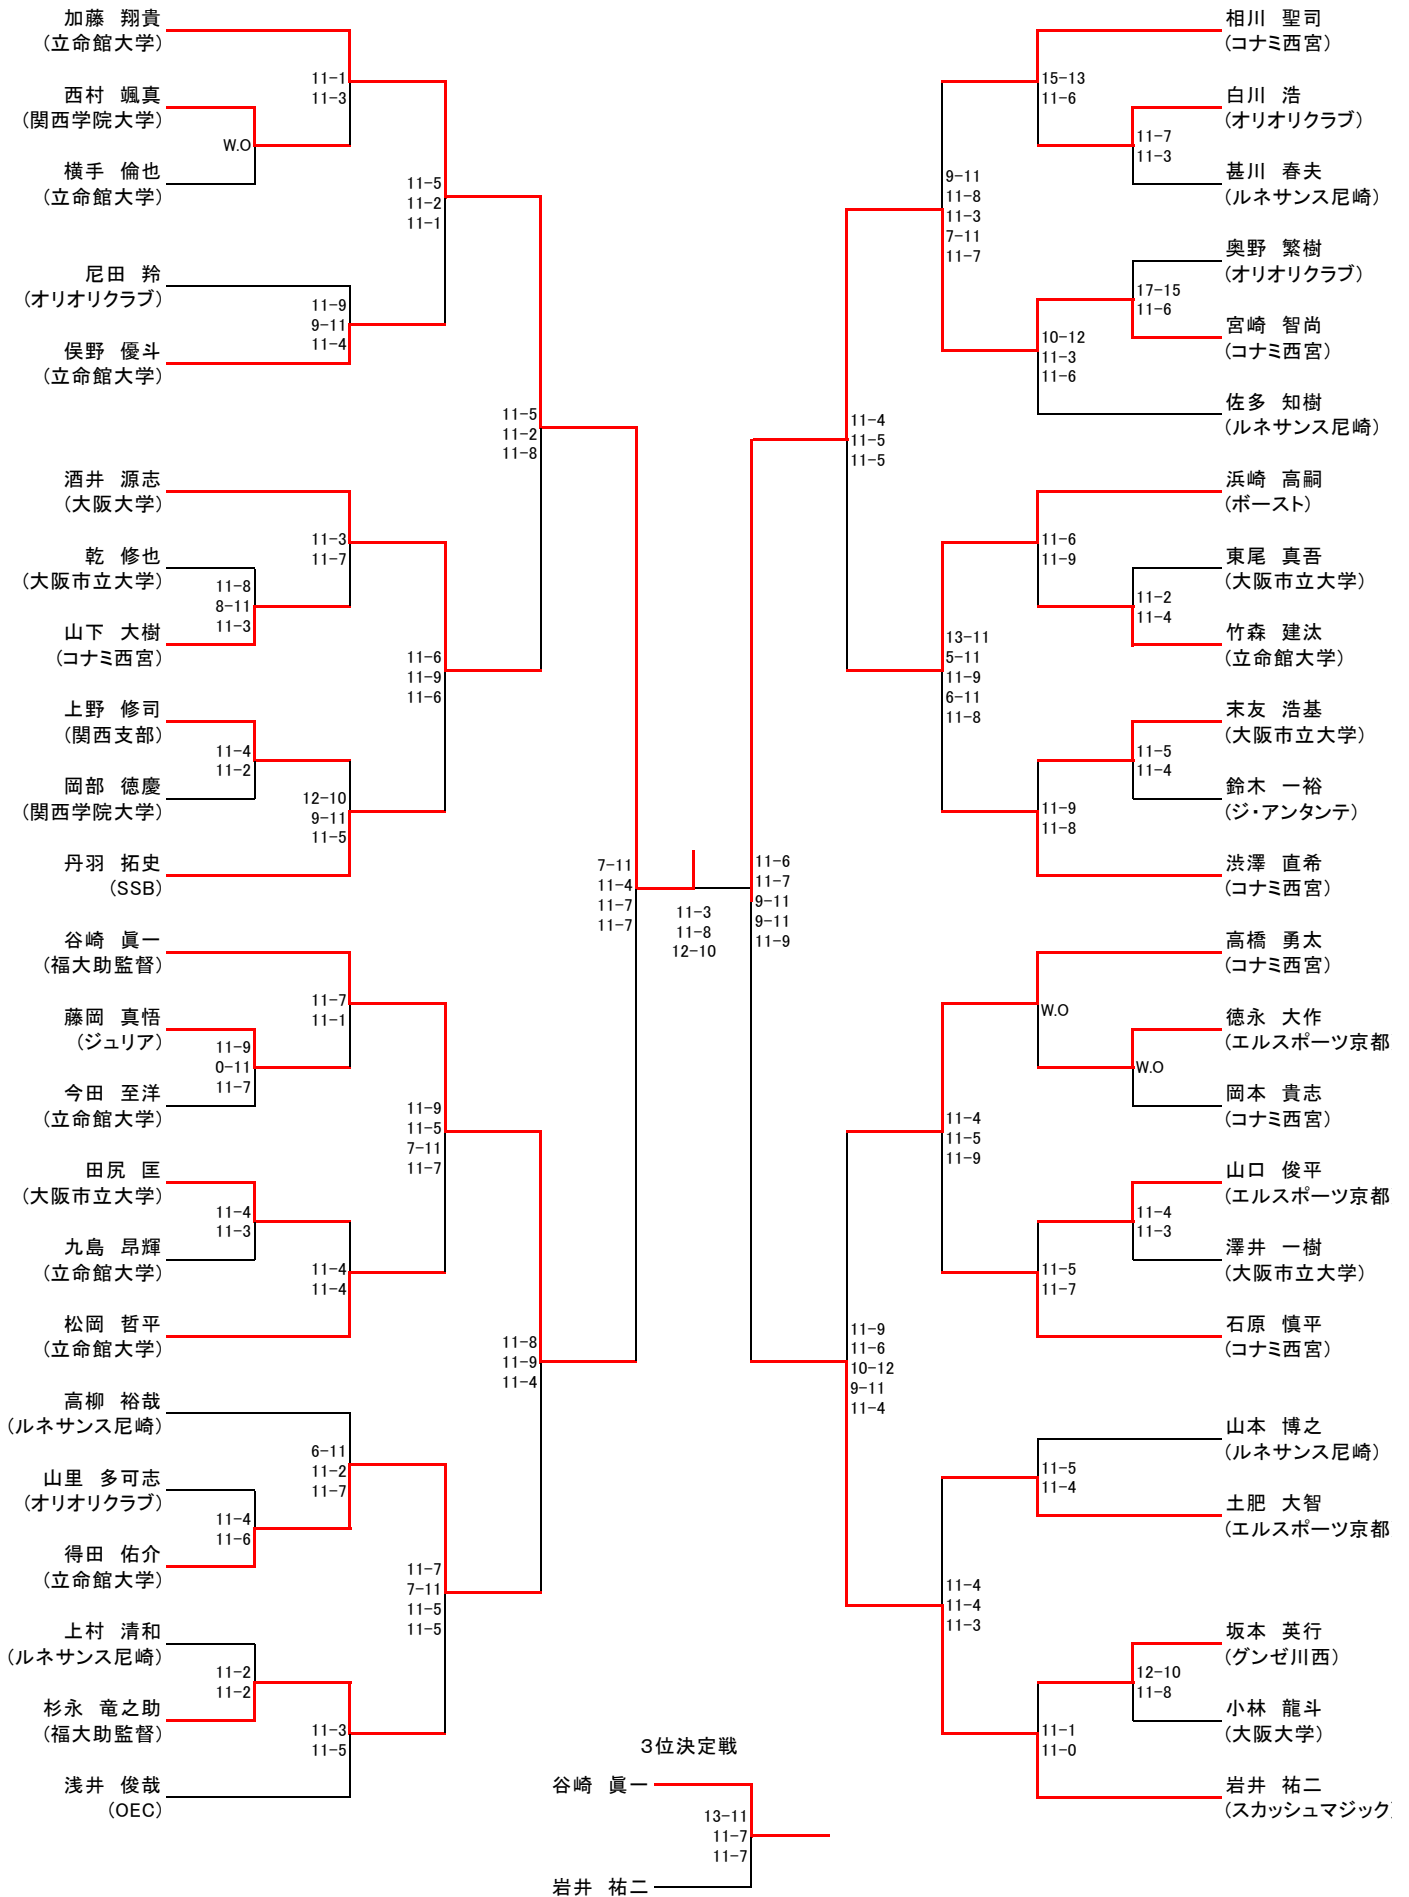 加藤 翔貴
(立命館大学)
11-1
11-3
西村 颯真
(関西学院大学)
W.O
横手 倫也
(立命館大学)
11-5
11-2
11-1
尼田 羚
(オリオリクラブ)
11-9
9-11
11-4
俣野 優斗
(立命館大学)
11-5
11-2
11-8
酒井 源志
(大阪大学)
11-3
11-7
乾 修也
(大阪市立大学)
11-8
8-11
11-3
山下 大樹
(コナミ西宮)
11-6
11-9
11-6
上野 修司
(関西支部)
11-4
11-2
岡部 徳慶
(関西学院大学)
12-10
9-11
11-5
丹羽 拓史
(SSB)
7-11
11-4
11-7
11-7
谷崎 眞一
(福大助監督)
11-7
11-1
藤岡 真悟
(ジュリア)
11-9
0-11
11-7
今田 至洋
(立命館大学)
11-9
11-5
7-11
11-7
田尻 匡
(大阪市立大学)
11-4
11-3
九島 昂輝
(立命館大学)
11-4
11-4
松岡 哲平
(立命館大学)
11-8
11-9
11-4
高柳 裕哉
(ルネサンス尼崎)
6-11
11-2
11-7
山里 多可志
(オリオリクラブ)
11-4
11-6
得田 佑介
(立命館大学)
11-7
7-11
11-5
11-5
上村 清和
(ルネサンス尼崎)
11-2
11-2
杉永 竜之助
(福大助監督)
11-3
11-5
浅井 俊哉
(OEC)
11-3
11-8
12-10
相川 聖司
(コナミ西宮)
15-13
11-6
白川 浩
(オリオリクラブ)
11-7
11-3
甚川 春夫
(ルネサンス尼崎)
9-11
11-8
11-3
7-11
11-7
奥野 繁樹
(オリオリクラブ)
17-15
11-6
宮崎 智尚
(コナミ西宮)
10-12
11-3
11-6
佐多 知樹
(ルネサンス尼崎)
11-4
11-5
11-5
浜崎 高嗣
(ボースト)
11-6
11-9
東尾 真吾
(大阪市立大学)
11-2
11-4
竹森 建汰
(立命館大学)
13-11
5-11
11-9
6-11
11-8
末友 浩基
(大阪市立大学)
11-5
11-4
鈴木 一裕
(ジ・アンタンテ)
11-9
11-8
渋澤 直希
(コナミ西宮)
11-6
11-7
9-11
9-11
11-9
高橋 勇太
(コナミ西宮)
W.O
徳永 大作
(エルスポーツ京都
W.O
岡本 貴志
(コナミ西宮)
11-4
11-5
11-9
山口 俊平
(エルスポーツ京都
11-4
11-3
澤井 一樹
(大阪市立大学)
11-5
11-7
石原 慎平
(コナミ西宮)
11-9
11-6
10-12
9-11
11-4
山本 博之
(ルネサンス尼崎)
11-5
11-4
土肥 大智
(エルスポーツ京都
11-4
11-4
11-3
坂本 英行
(グンゼ川西)
12-10
11-8
小林 龍斗
(大阪大学)
11-1
11-0
岩井 祐二
(スカッシュマジック)
3位決定戦
谷崎 眞一
13-11
11-7
11-7
岩井 祐二